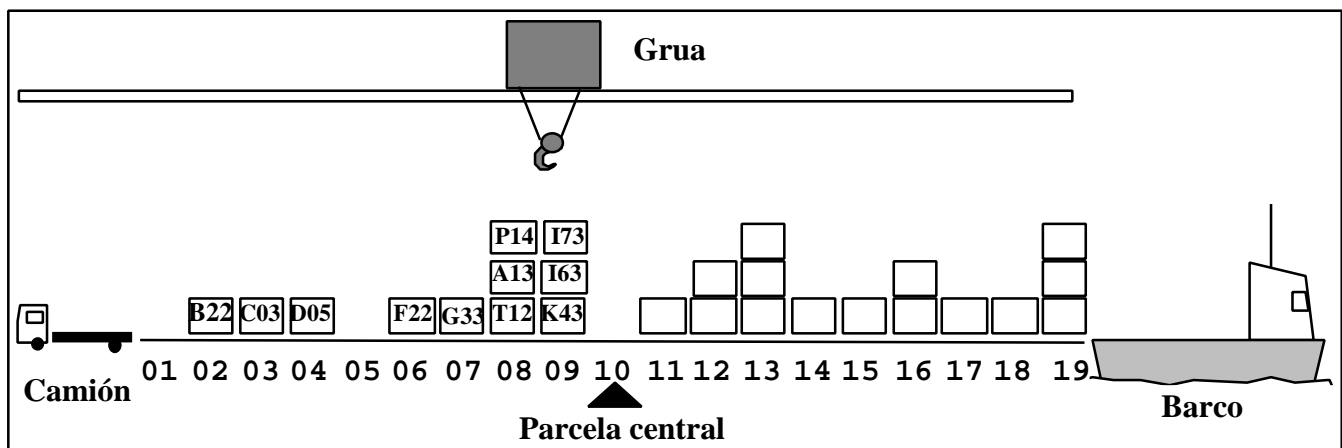 Grua
P14 I73
A13 I63
B22 C03 D05 F22 G33 T12 K43
01 02 03 04 05 06 07 08 09 10 11 12 13 14 15 16 17 18 19
Camión
Barco
Parcela central